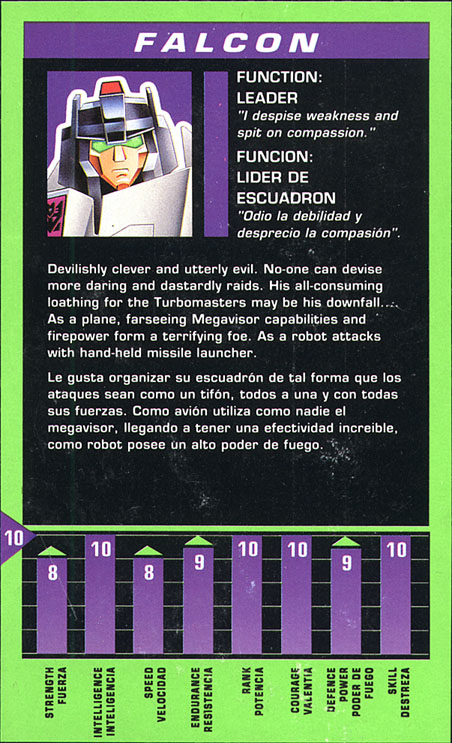 FALCON
FUNCTION:
LEADER
"I despise weakness and
spit on compassion."
FUNCION:
LIDER DE
ESCUADRON
"Odio la debilidad y
desprecio la compasión".
Devilishly clever and utterly evil. No-one can devise
more daring and dastardly raids. His all-consuming
loathing for the Turbomasters may be his downfall....
As a plane, farseeing Megavisor capabilities and
firepower form a terrifying foe. As a robot attacks
with hand-held missile launcher.
Le gusta organizar su escuadrón de tal forma que los
ataques sean como un tifón, todos a una y con todas
sus fuerzas. Como avión utiliza como nadie el
megavisor, llegando a tener una efectividad increible,
como robot posee un alto poder de fuego.
10
8
10
8
9
10
10
9
10
STRENGTH
FUERZA
INTELLIGENCE
INTELIGENCIA
SPEED
VELOCIDAD
ENDURANCE
RESISTENCIA
RANK
POTENCIA
COURAGE
VALENTIA
DEFENCE
POWER
PODER DE
FUEGO
SKILL
DESTREZA